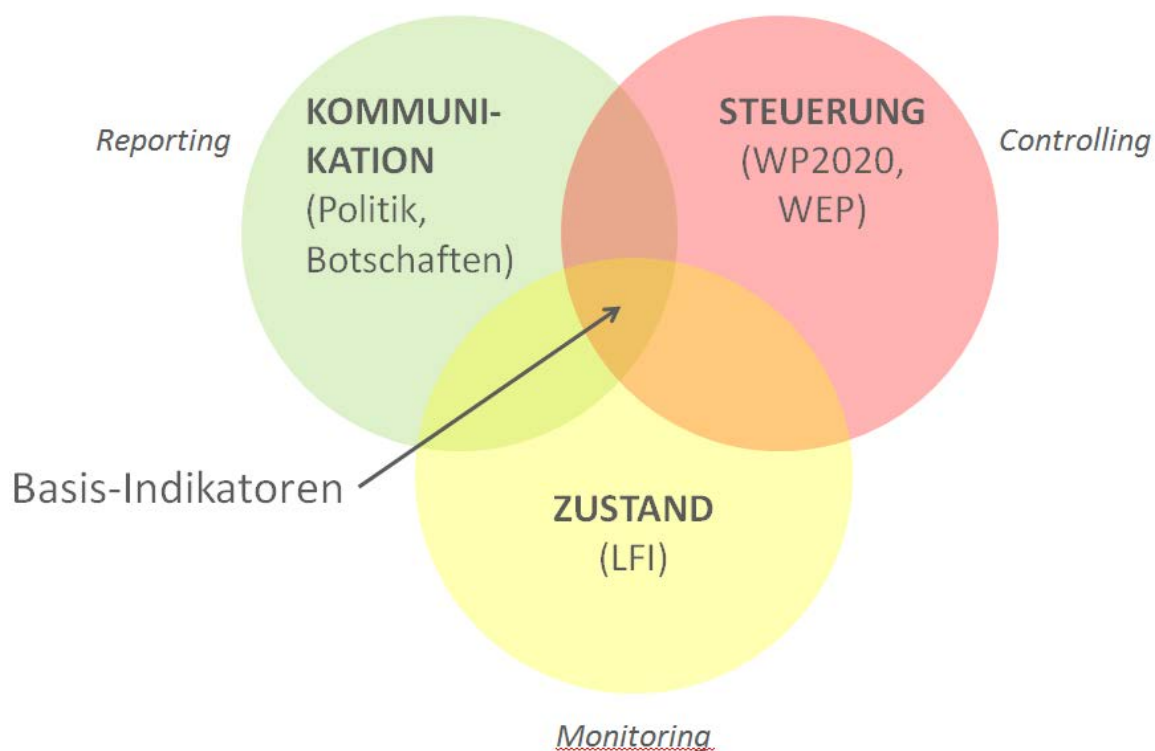 Reporting
KOMMUNI-
KATION
(Politik,
Botschaften)
STEUERUNG
(WP2020,
WEP)
Controlling
Basis-Indikatoren
ZUSTAND
(LFI)
Monitoring